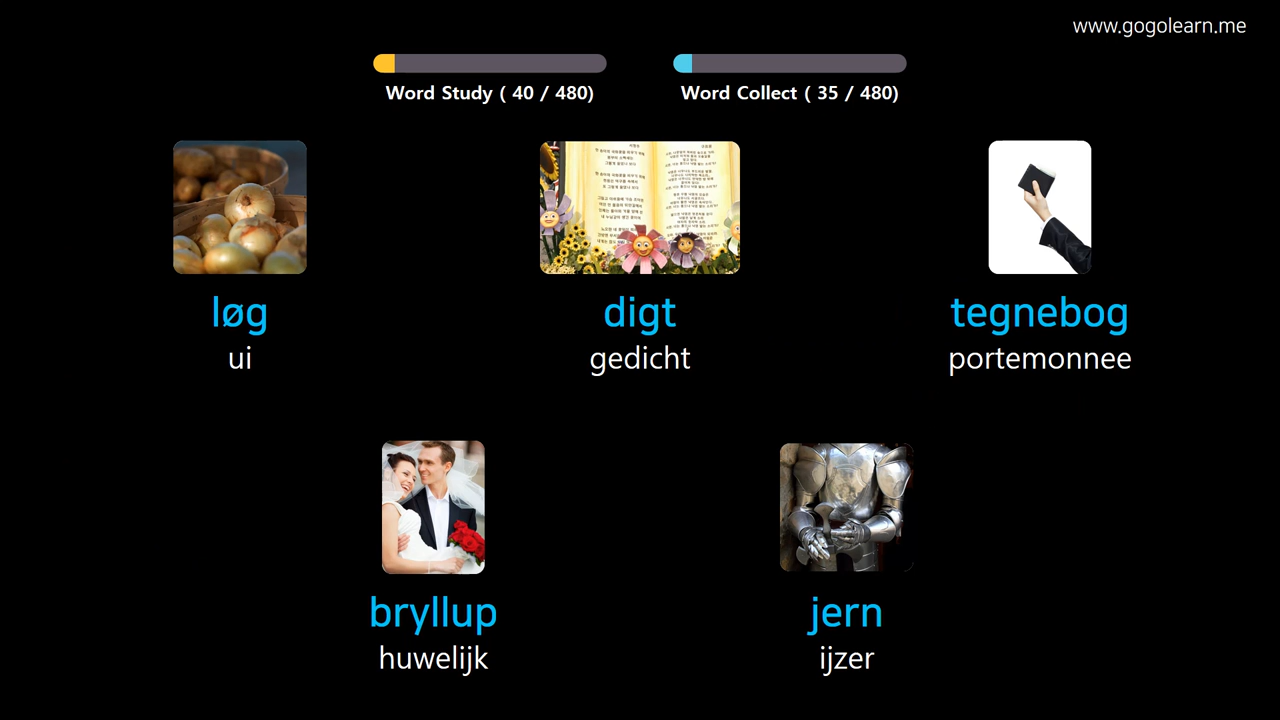 www.gogolearn.me
Word Study ( 40 / 480)
Word Collect ( 35 / 480)
løg
ui
digt
gedicht
tegnebog
portemonnee
bryllup
huwelijk
jern
ijzer